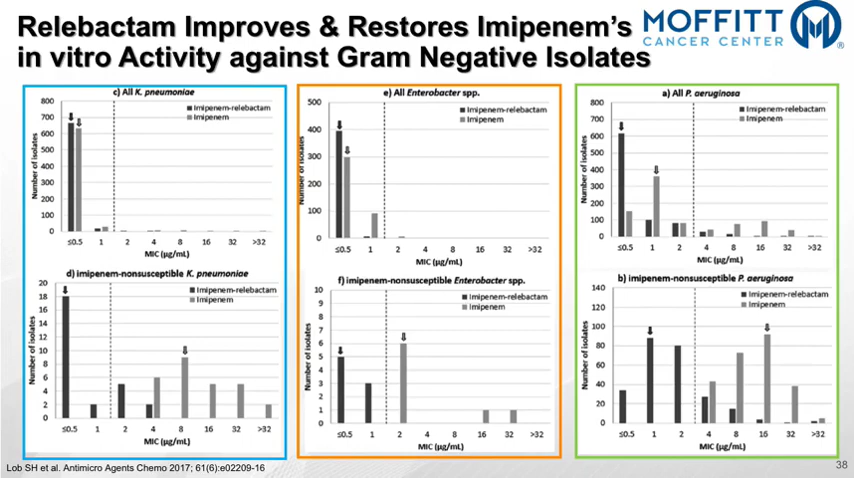 Relebactam Improves & Restores Imipenem's
in vitro Activity against Gram Negative Isolates
MOFFITT
CANCER CENTER
M
®
c) All K. pneumoniae
Imipenem-relebactam
Imipenem
Number of isolates
800
700
600
500
400
300
200
100
0
≤0.5 1 2 4 8 16 32 >32
MIC (µg/mL)
d) imipenem-nonsusceptible K. pneumoniae
Imipenem-relebactam
Imipenem
Number of isolates
20
18
16
14
12
10
8
6
4
2
0
≤0.5 1 2 4 8 16 32 >32
MIC (µg/mL)
e) All Enterobacter spp.
Imipenem-relebactam
Imipenem
Number of isolates
500
400
300
200
100
0
≤0.5 1 2 4 8 16 32 >32
MIC (µg/mL)
f) imipenem-nonsusceptible Enterobacter spp.
Imipenem-relebactam
Imipenem
Number of isolates
10
9
8
7
6
5
4
3
2
1
0
≤0.5 1 2 4 8 16 32 >32
MIC (µg/mL)
a) All P. aeruginosa
Imipenem-relebactam
Imipenem
Number of isolates
800
700
600
500
400
300
200
100
0
≤0.5 1 2 4 8 16 32 >32
MIC (µg/mL)
b) imipenem-nonsusceptible P. aeruginosa
Imipenem-relebactam
Imipenem
Number of isolates
140
120
100
80
60
40
20
0
≤0.5 1 2 4 8 16 32 >32
MIC (µg/mL)
Lob SH et al. Antimicro Agents Chemo 2017; 61(6):e02209-16
38